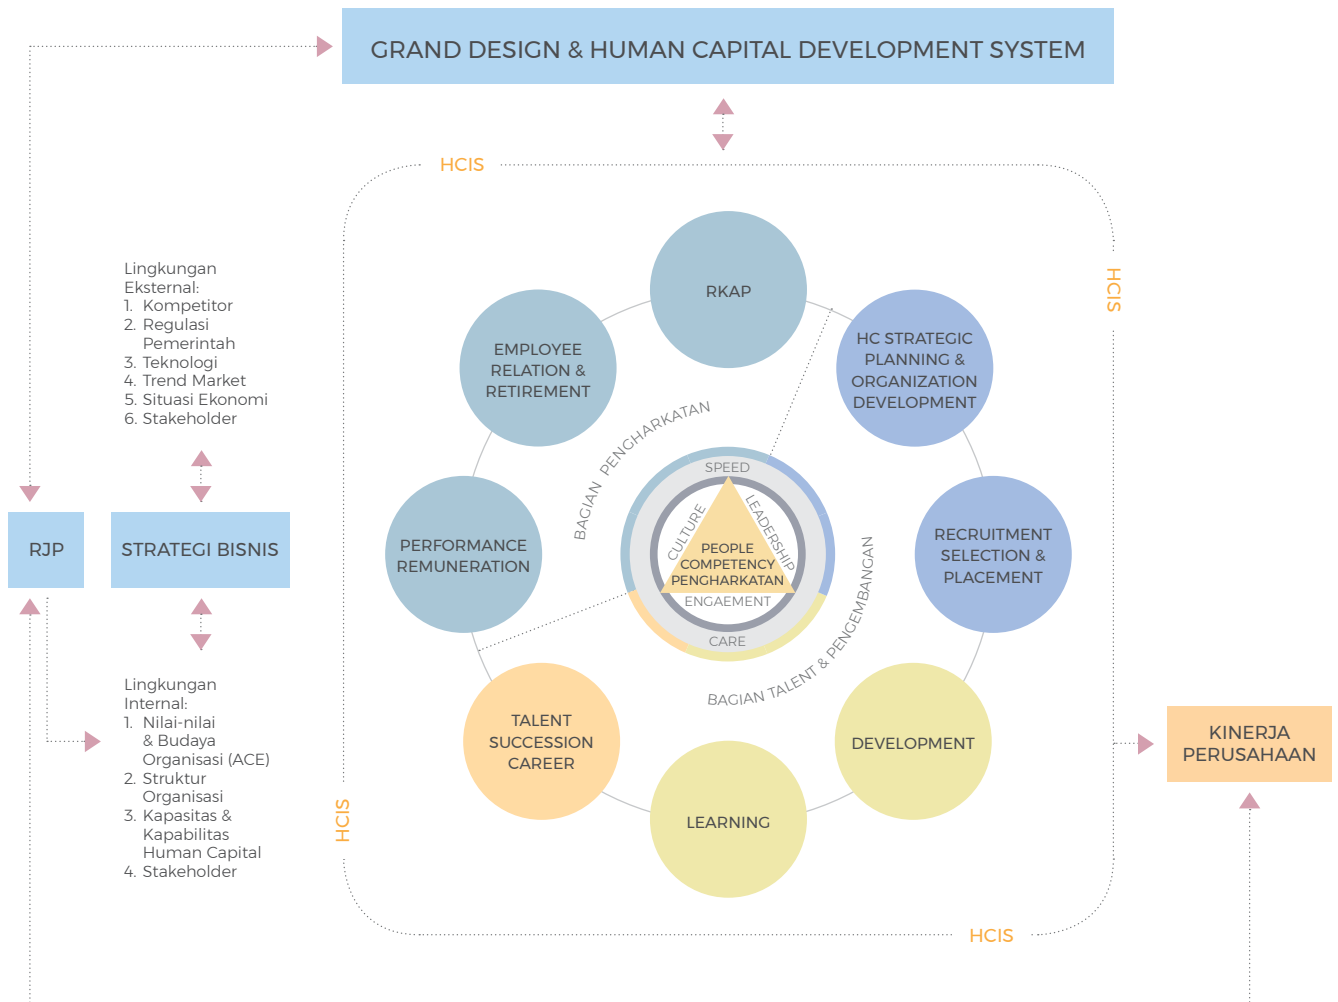 GRAND DESIGN & HUMAN CAPITAL DEVELOPMENT SYSTEM
HCIS
HCIS
HCIS
HCIS
Lingkungan
Eksternal:
1. Kompetitor
2. Regulasi
Pemerintah
3. Teknologi
4. Trend Market
5. Situasi Ekonomi
6. Stakeholder
RJP
STRATEGI BISNIS
Lingkungan
Internal:
1. Nilai-nilai
& Budaya
Organisasi (ACE)
2. Struktur
Organisasi
3. Kapasitas &
Kapabilitas
Human Capital
4. Stakeholder
RKAP
HC STRATEGIC
PLANNING &
ORGANIZATION
DEVELOPMENT
RECRUITMENT
SELECTION &
PLACEMENT
DEVELOPMENT
LEARNING
TALENT
SUCCESSION
CAREER
PERFORMANCE
REMUNERATION
EMPLOYEE
RELATION &
RETIREMENT
BAGIAN PENGHARKATAN
BAGIAN TALENT & PENGEMBANGAN
SPEED
CULTURE
LEADERSHIP
PEOPLE
COMPETENCY
PENGHARKATAN
ENGAEMENT
CARE
KINERJA
PERUSAHAAN